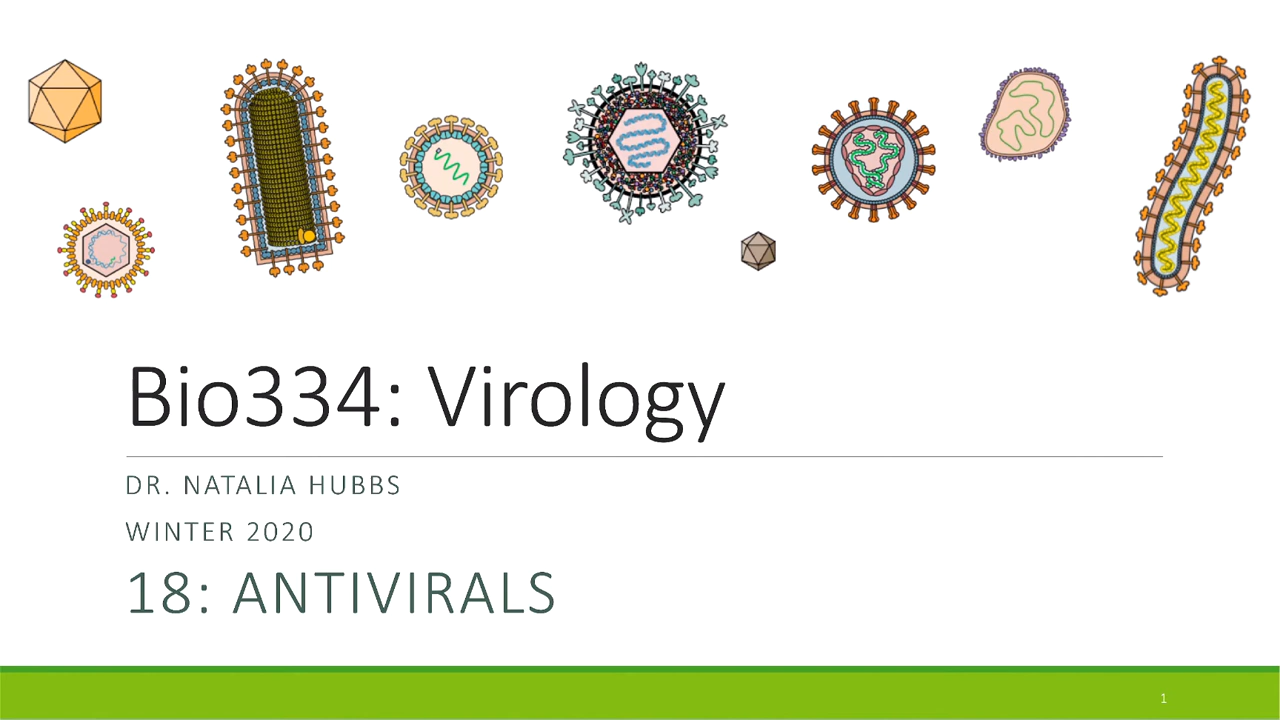 Bio334: Virology
DR. NATALIA HUBBS
WINTER 2020
18: ANTIVIRALS
1